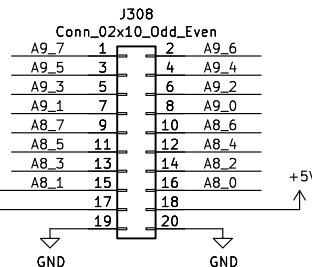 J308
Conn_02x10_Odd_Even
A9_7 1 2 A9_6
A9_5 3 4 A9_4
A9_3 5 6 A9_2
A9_1 7 8 A9_0
A8_7 9 10 A8_6
A8_5 11 12 A8_4
A8_3 13 14 A8_2
A8_1 15 16 A8_0
+5V
17 18
19 20
GND GND